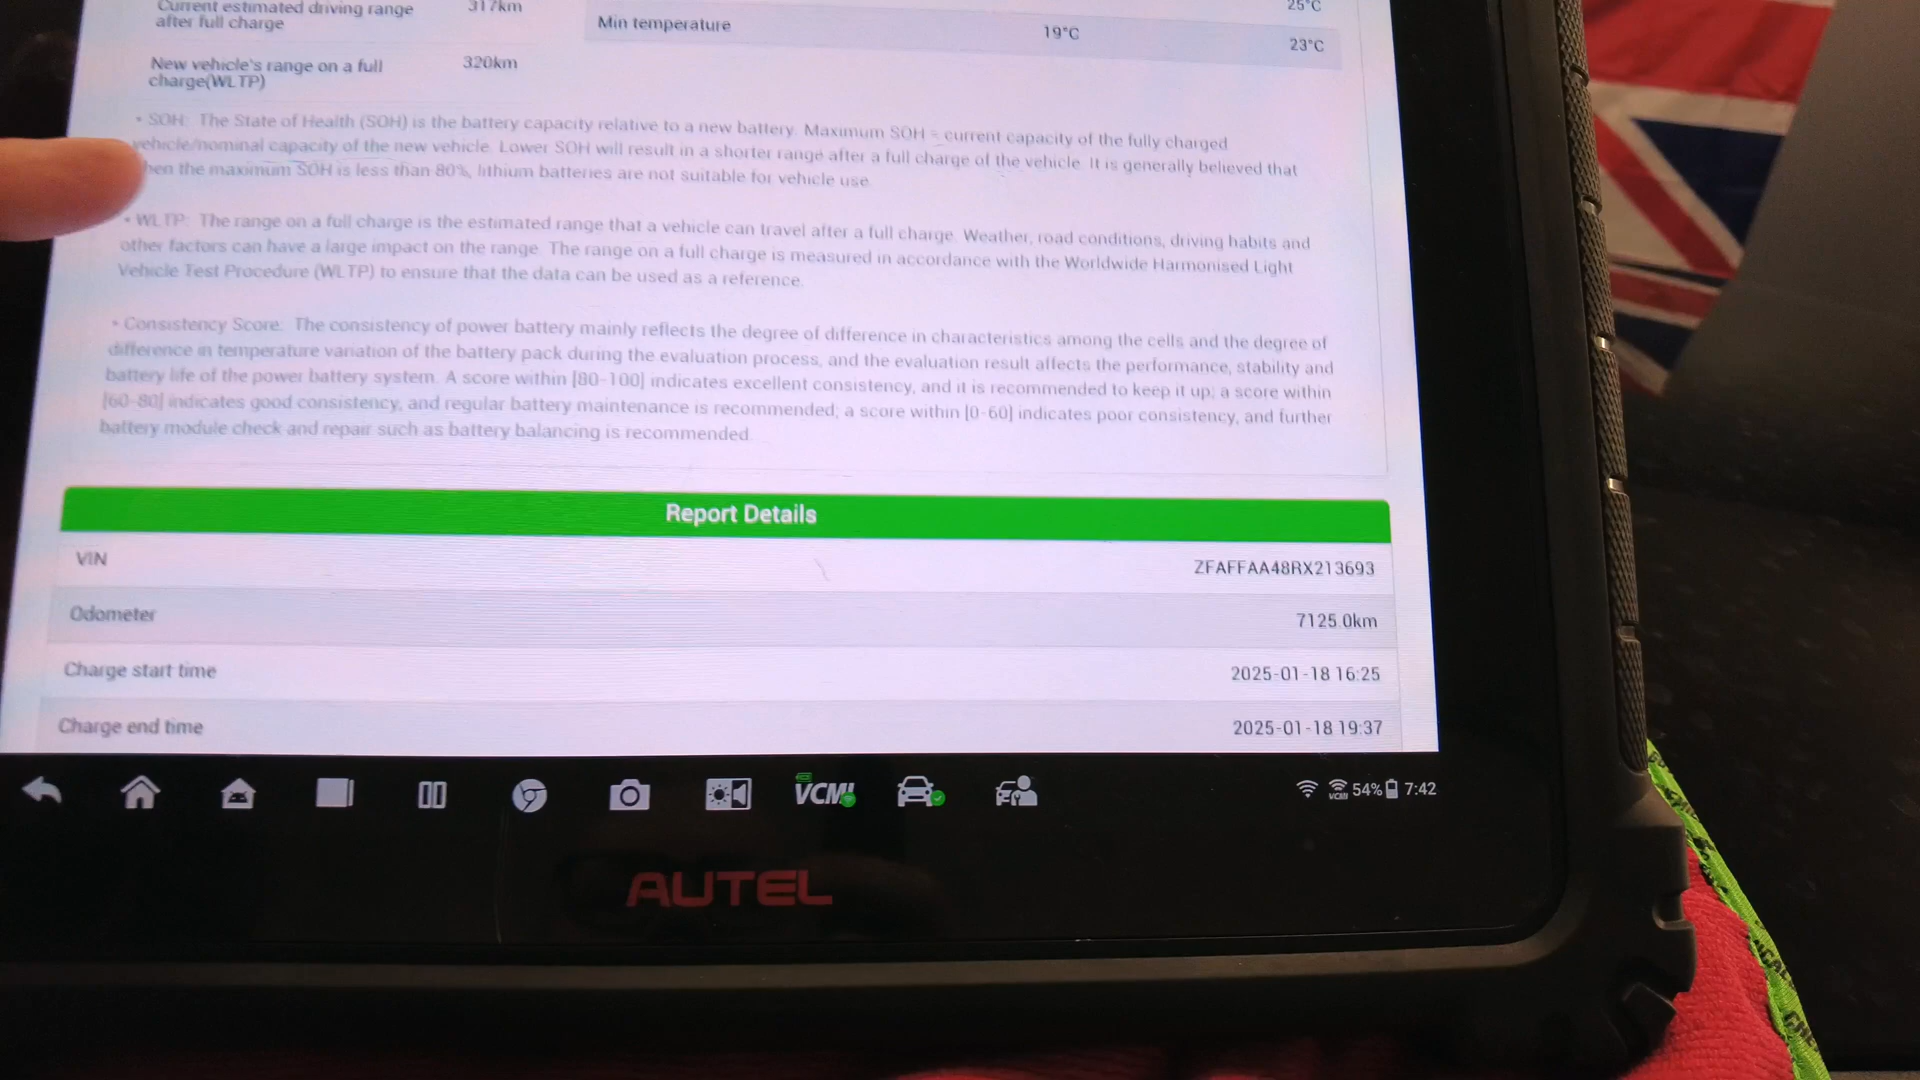 Current estimated driving range
after full charge
317km
25°C
Min temperature
19°C
23°C
New vehicle's range on a full
charge(WLTP)
320km
• SOH: The State of Health (SOH) is the battery capacity relative to a new battery. Maximum SOH = current capacity of the fully charged
vehicle/nominal capacity of the new vehicle. Lower SOH will result in a shorter range after a full charge of the vehicle. It is generally believed that
hen the maximum SOH is less than 80%, lithium batteries are not suitable for vehicle use.
• WLTP: The range on a full charge is the estimated range that a vehicle can travel after a full charge. Weather, road conditions, driving habits and
other factors can have a large impact on the range. The range on a full charge is measured in accordance with the Worldwide Harmonised Light
Vehicle Test Procedure (WLTP) to ensure that the data can be used as a reference.
• Consistency Score: The consistency of power battery mainly reflects the degree of difference in characteristics among the cells and the degree of
difference in temperature variation of the battery pack during the evaluation process, and the evaluation result affects the performance, stability and
battery life of the power battery system. A score within [80-100] indicates excellent consistency, and it is recommended to keep it up; a score within
[60-80] indicates good consistency, and regular battery maintenance is recommended; a score within [0-60] indicates poor consistency, and further
battery module check and repair such as battery balancing is recommended.
Report Details
VIN
ZFAFFAA48RX213693
Odometer
7125.0km
Charge start time
2025-01-18 16:25
Charge end time
2025-01-18 19:37
VCMI
VCMI
54%
7:42
AUTEL